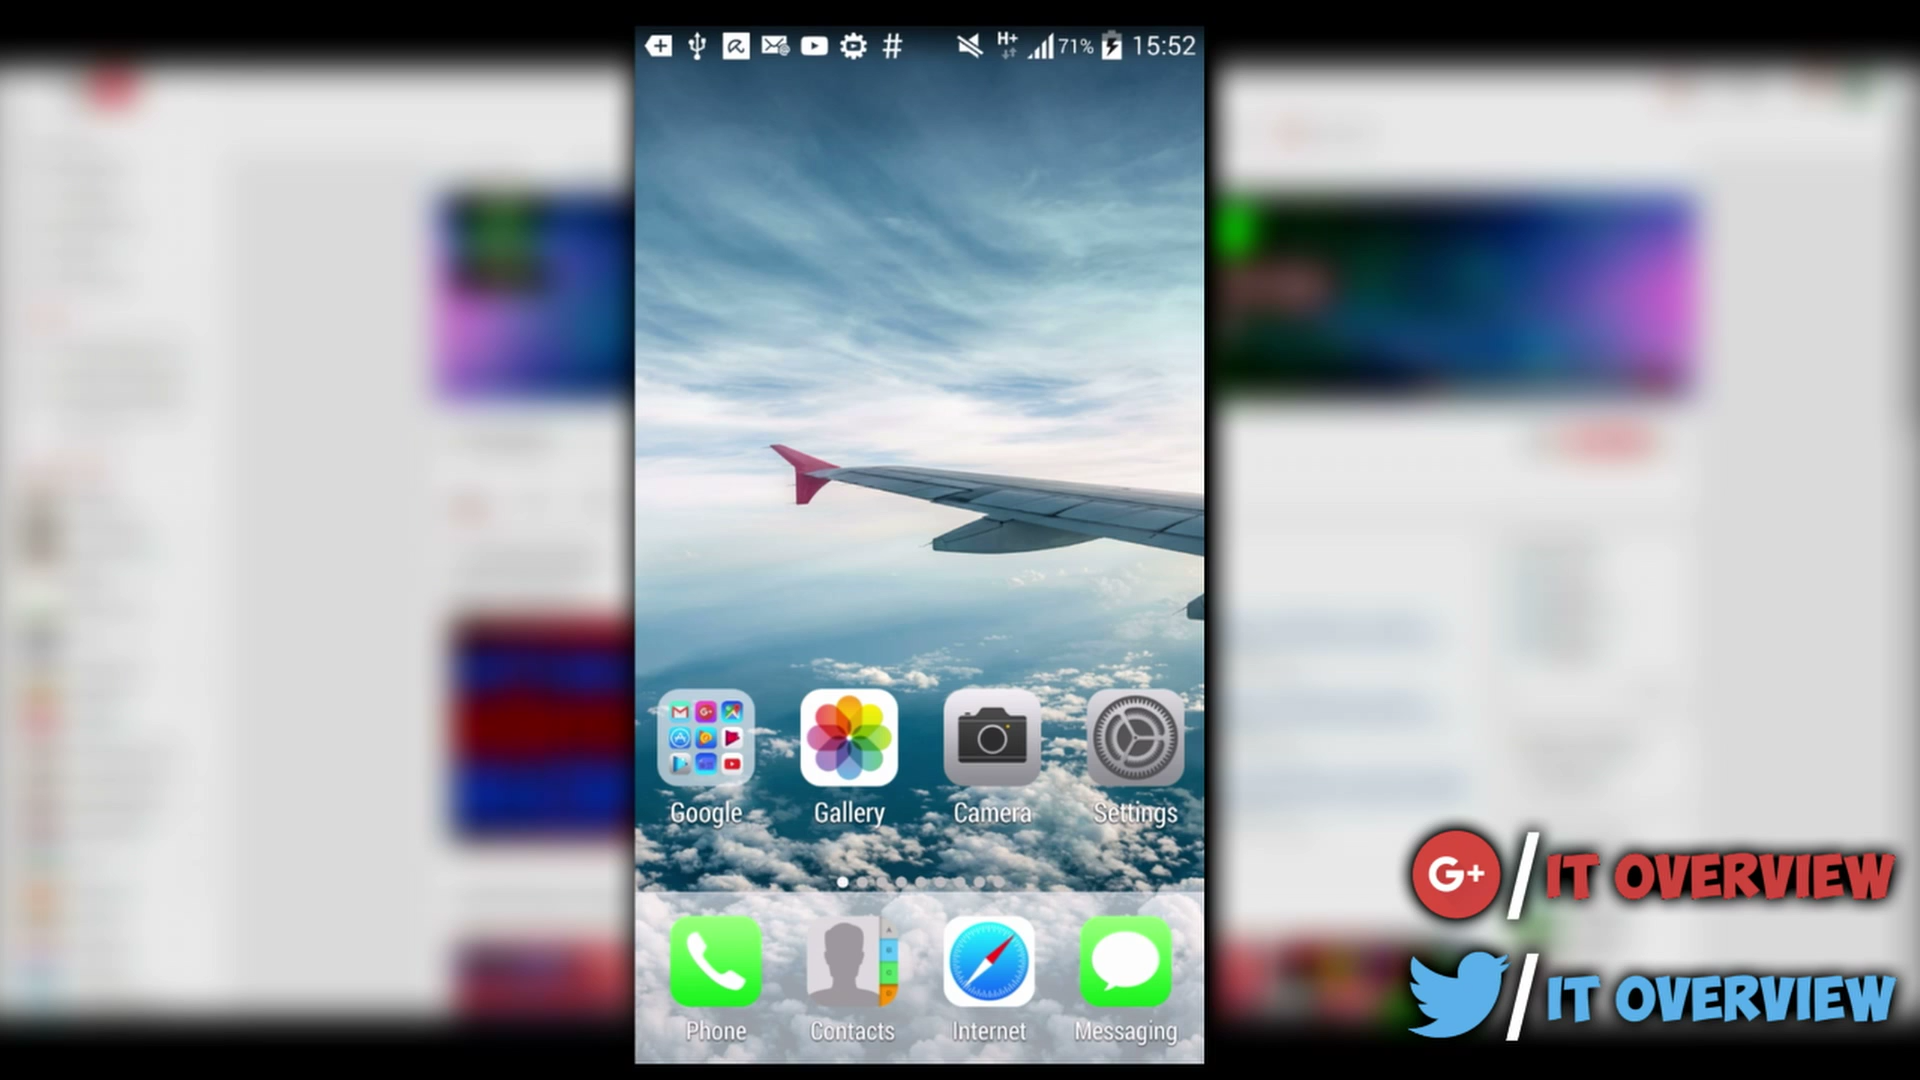 H+ 71% 15:52
Google Gallery Camera Settings
A
B
C
D
Phone Contacts Internet Messaging
G+ / IT OVERVIEW
/ IT OVERVIEW